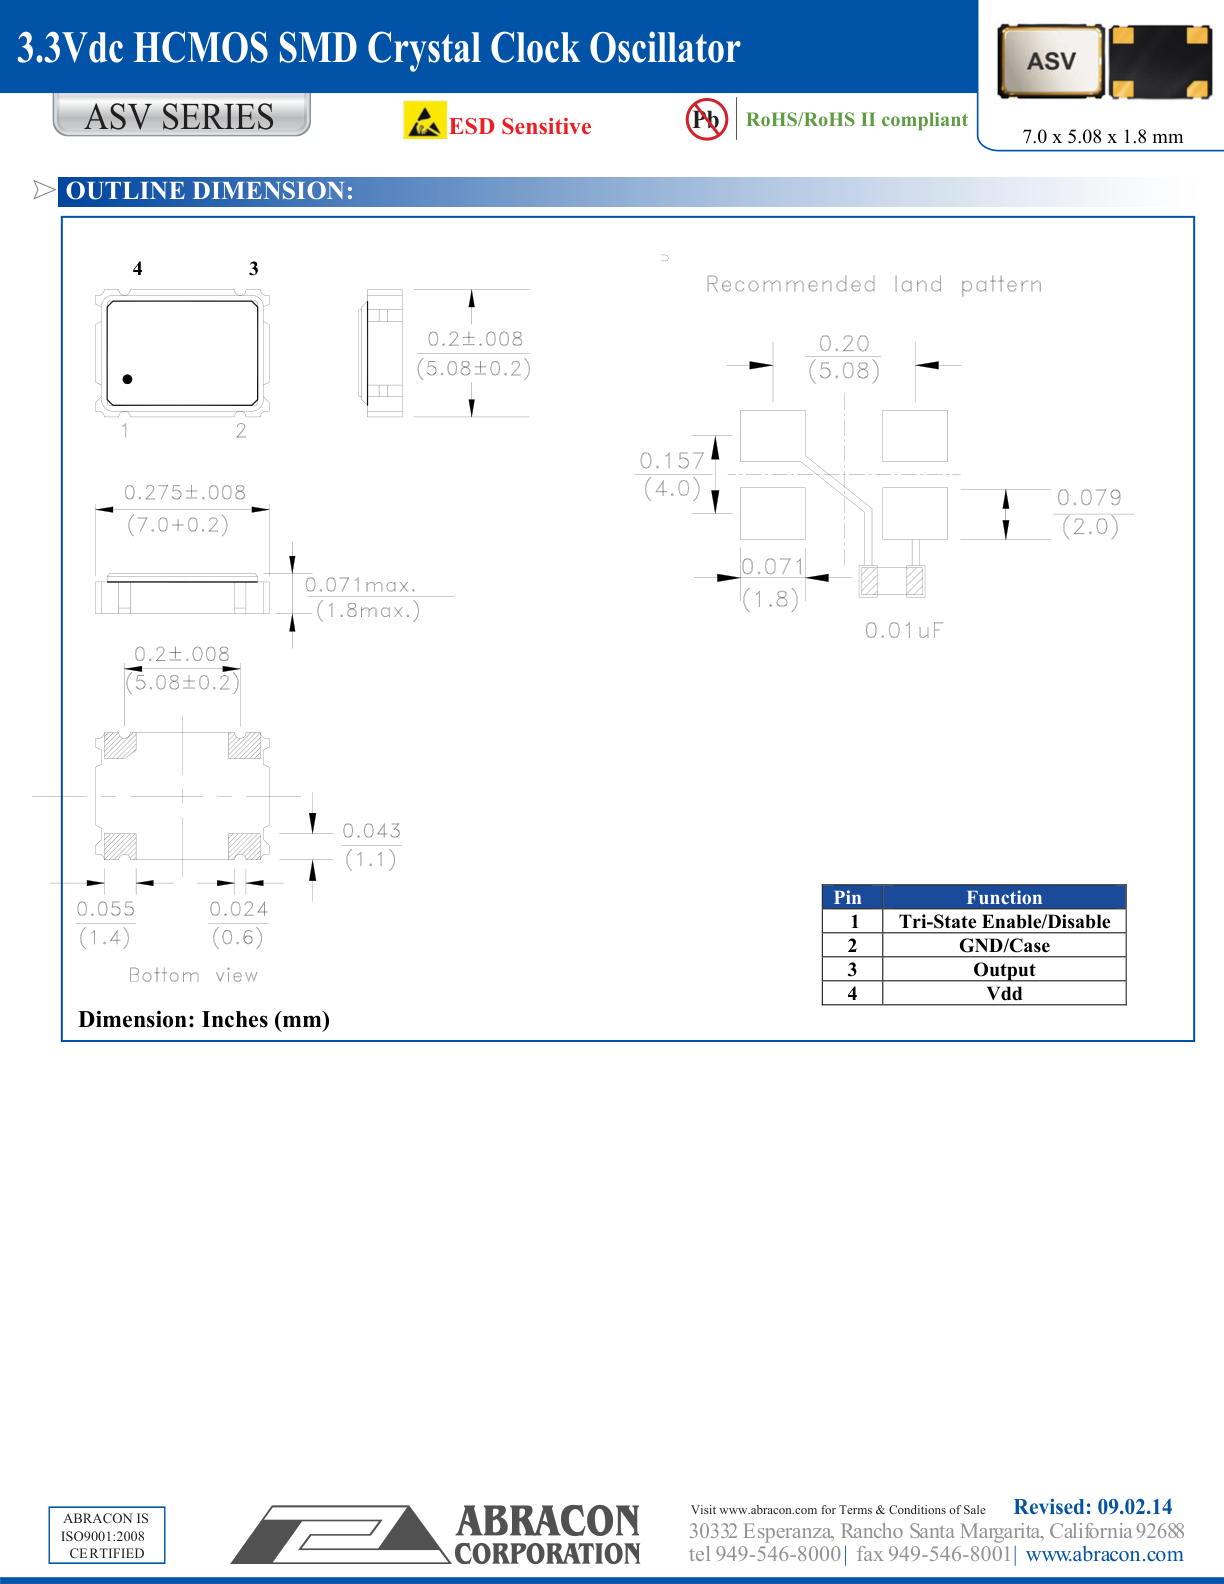 3.3Vdc HCMOS SMD Crystal Clock Oscillator
ASV SERIES
ESD Sensitive
Pb
RoHS/RoHS II compliant
ASV
7.0 x 5.08 x 1.8 mm
OUTLINE DIMENSION:
4 3
1 2
0.2±.008
(5.08±0.2)
0.275±.008
(7.0+0.2)
0.071max.
(1.8max.)
0.2±.008
(5.08±0.2)
0.043
(1.1)
0.055
(1.4)
0.024
(0.6)
Bottom view
Dimension: Inches (mm)
Recommended land pattern
0.20
(5.08)
0.157
(4.0)
0.079
(2.0)
0.071
(1.8)
0.01uF
Pin Function
1 Tri-State Enable/Disable
2 GND/Case
3 Output
4 Vdd
ABRACON IS
ISO9001:2008
CERTIFIED
ABRACON
CORPORATION
Visit www.abracon.com for Terms & Conditions of Sale
Revised: 09.02.14
30332 Esperanza, Rancho Santa Margarita, California 92688
tel 949-546-8000| fax 949-546-8001| www.abracon.com